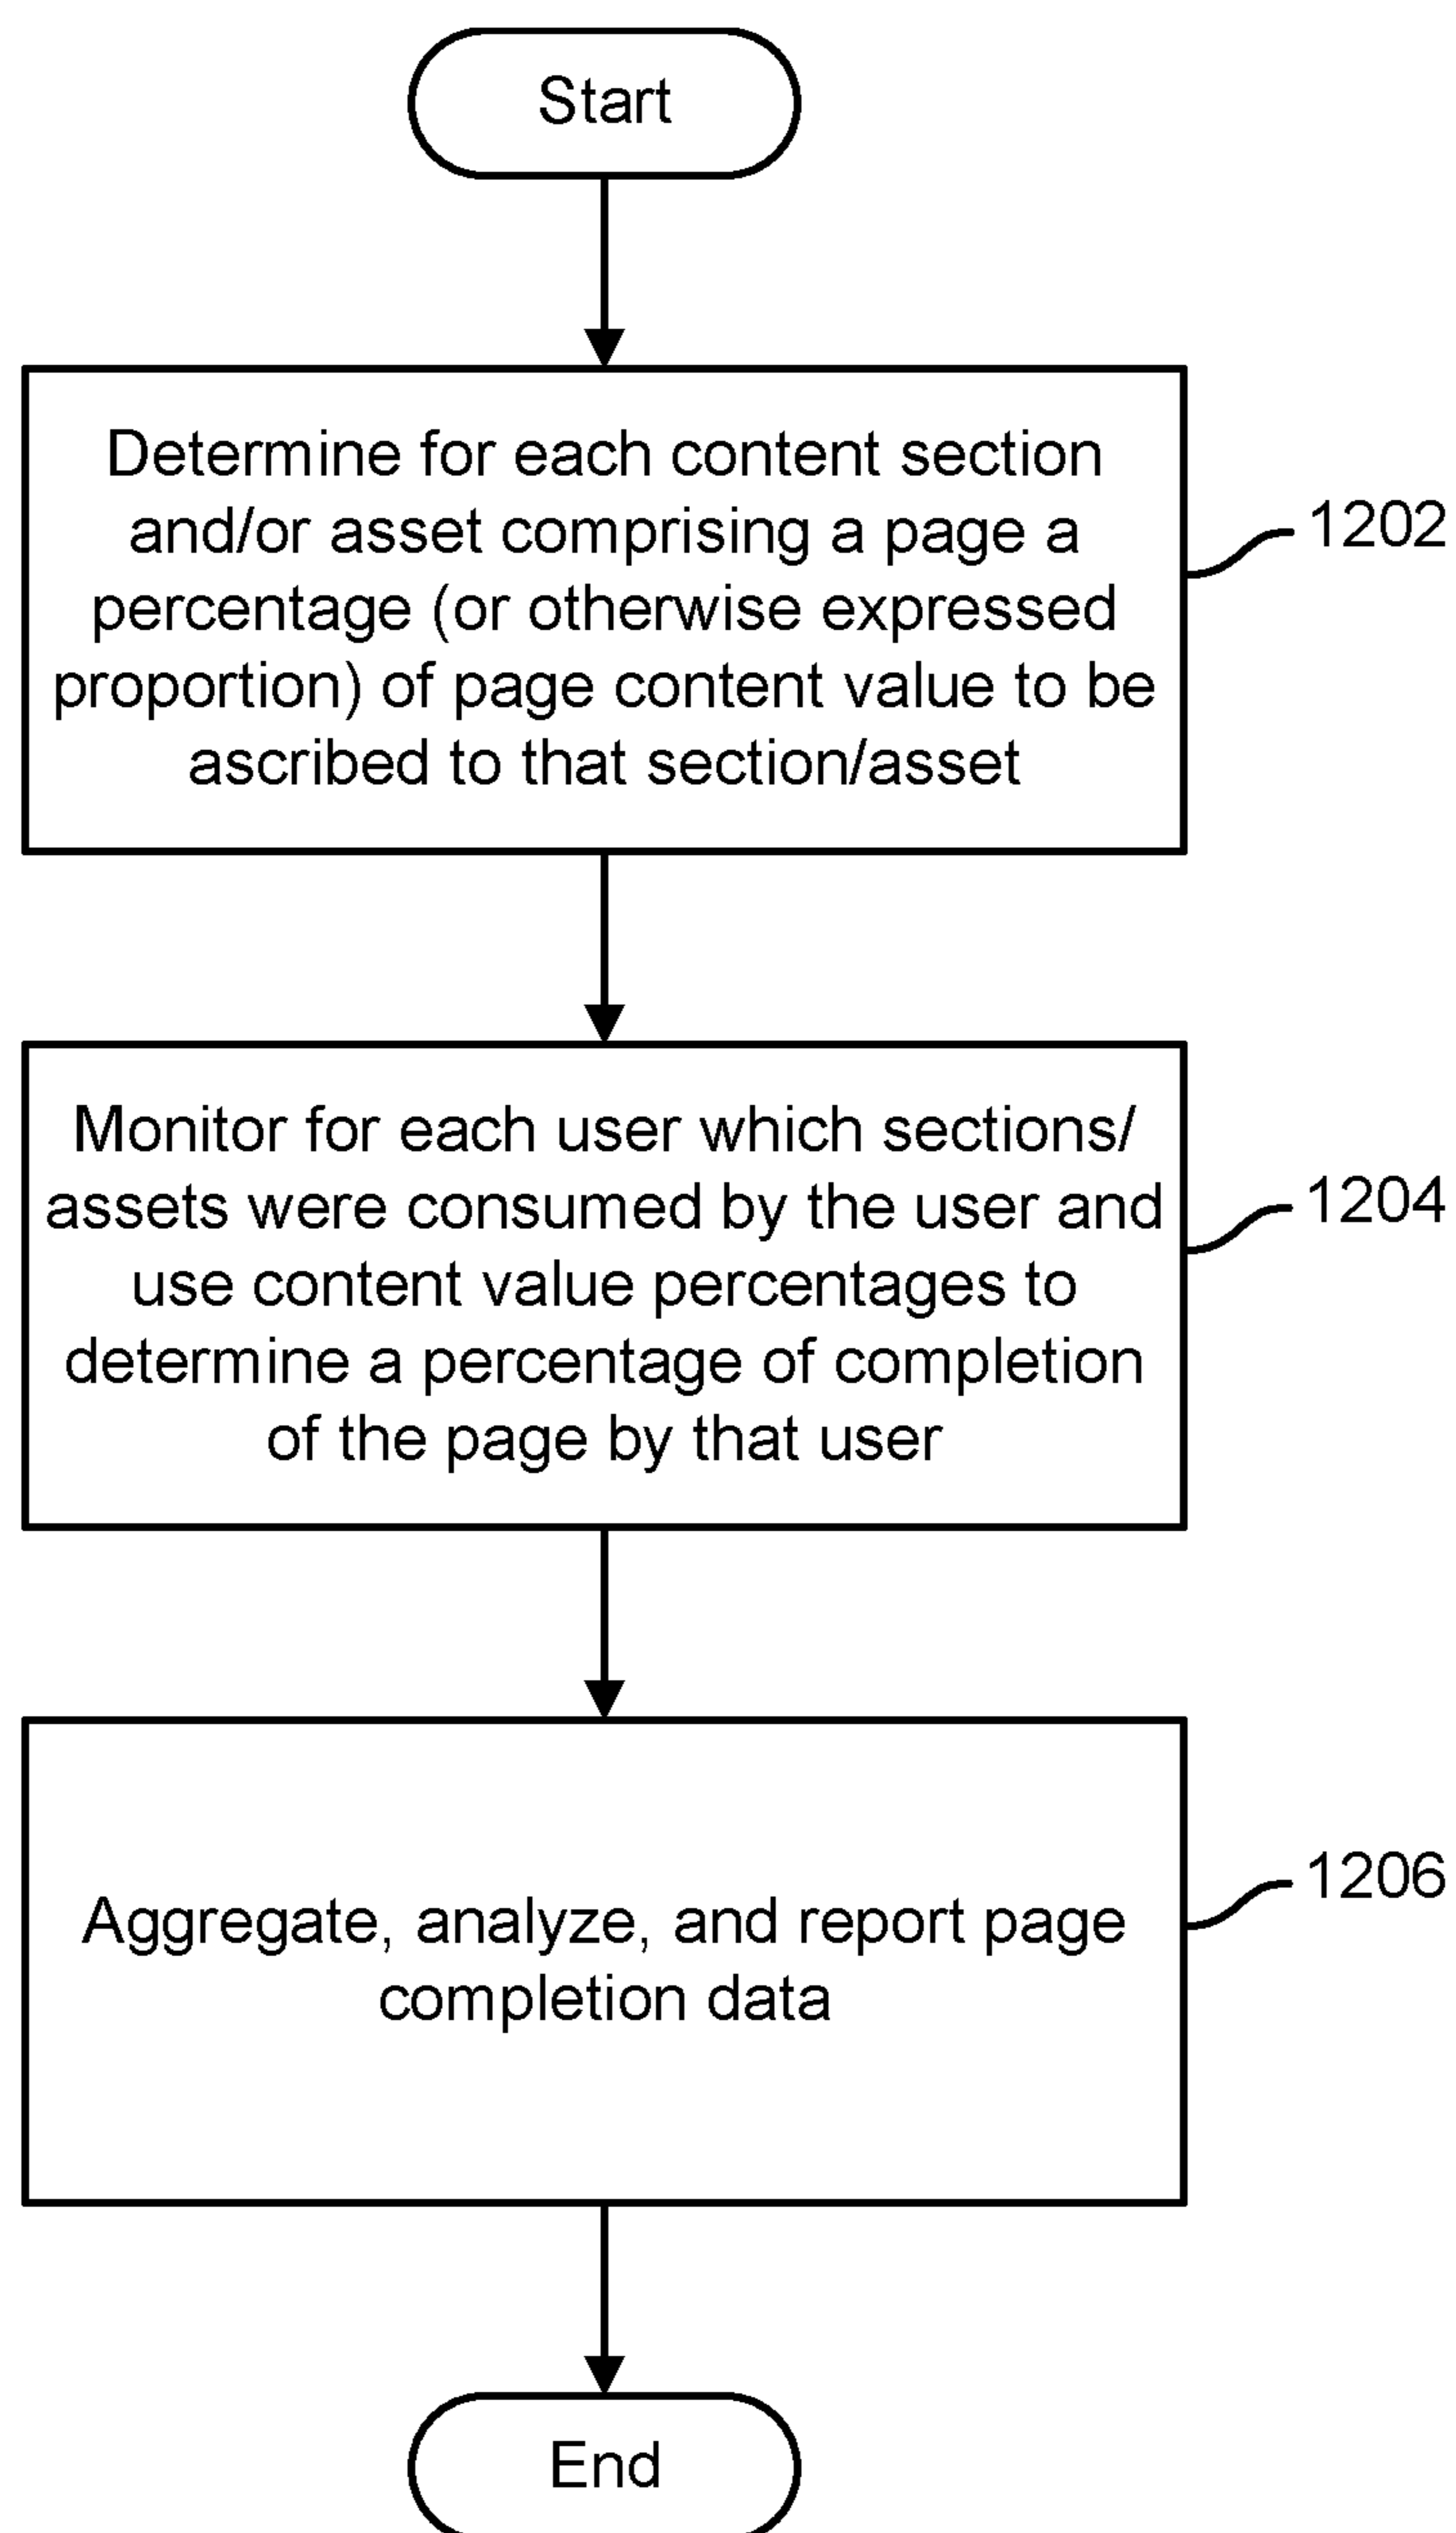 Start
Determine for each content section
and/or asset comprising a page a
percentage (or otherwise expressed
proportion) of page content value to be
ascribed to that section/asset
1202
Monitor for each user which sections/
assets were consumed by the user and
use content value percentages to
determine a percentage of completion
of the page by that user
1204
Aggregate, analyze, and report page
completion data
1206
End